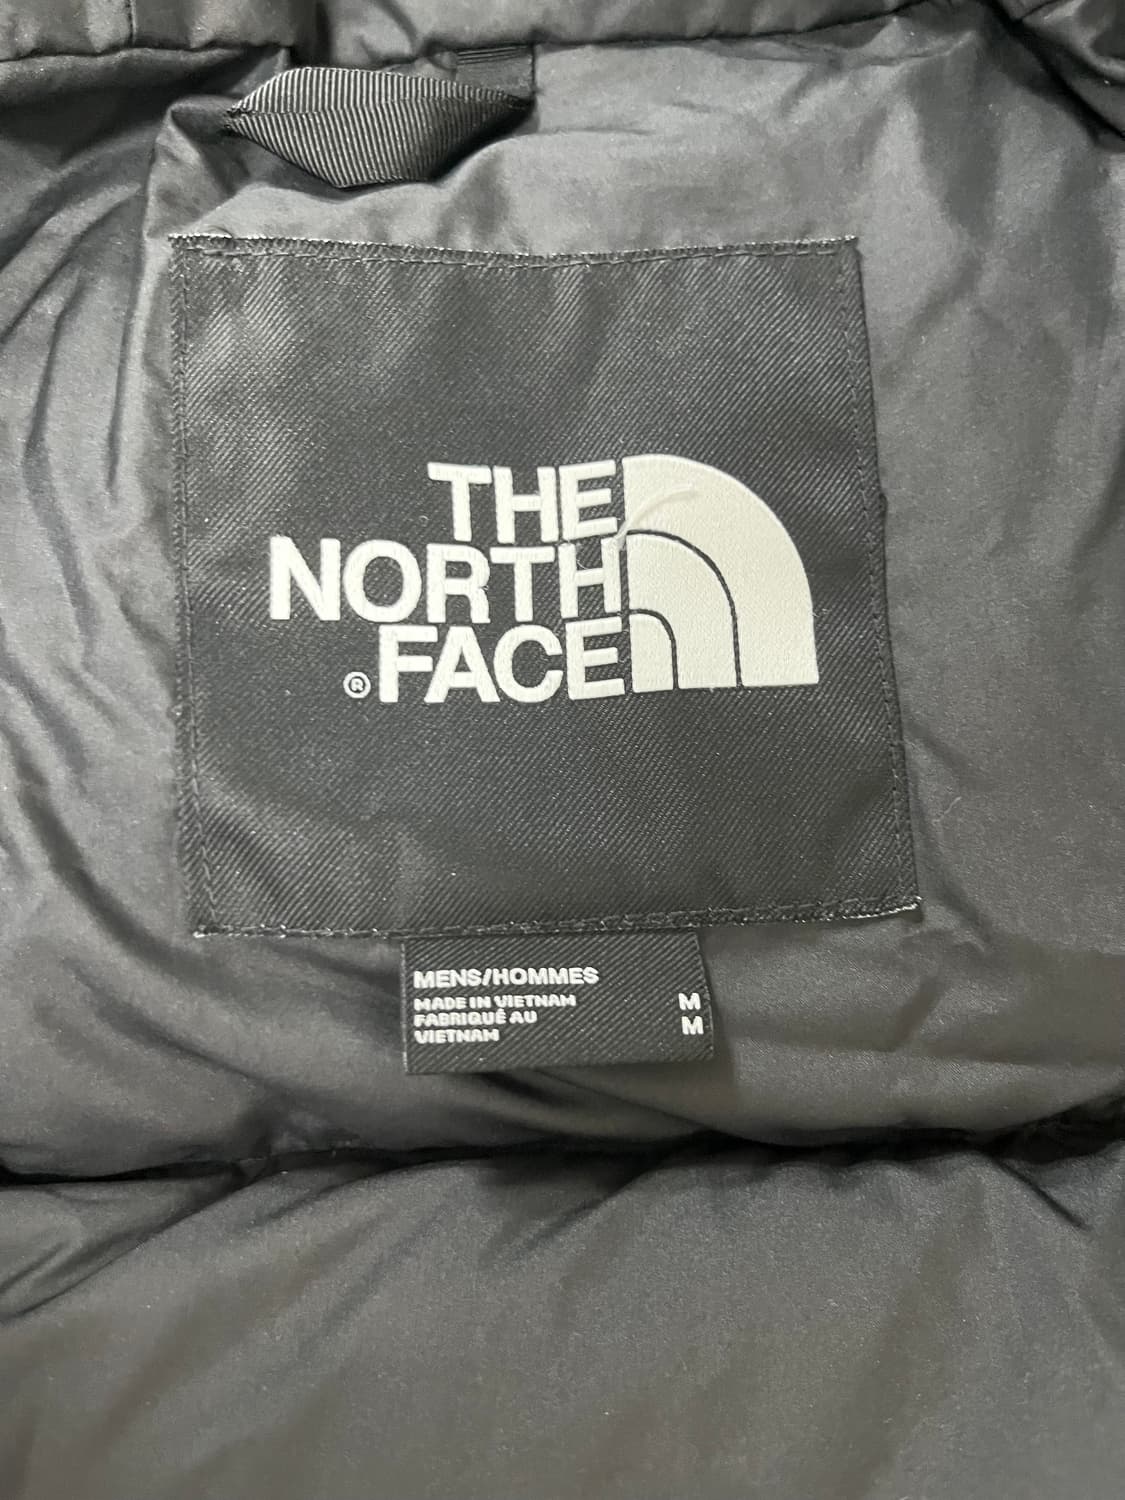 THE
NORTH
® FACE
MENS/HOMMES
MADE IN VIETNAM M
FABRIQUÉ AU M
VIETNAM